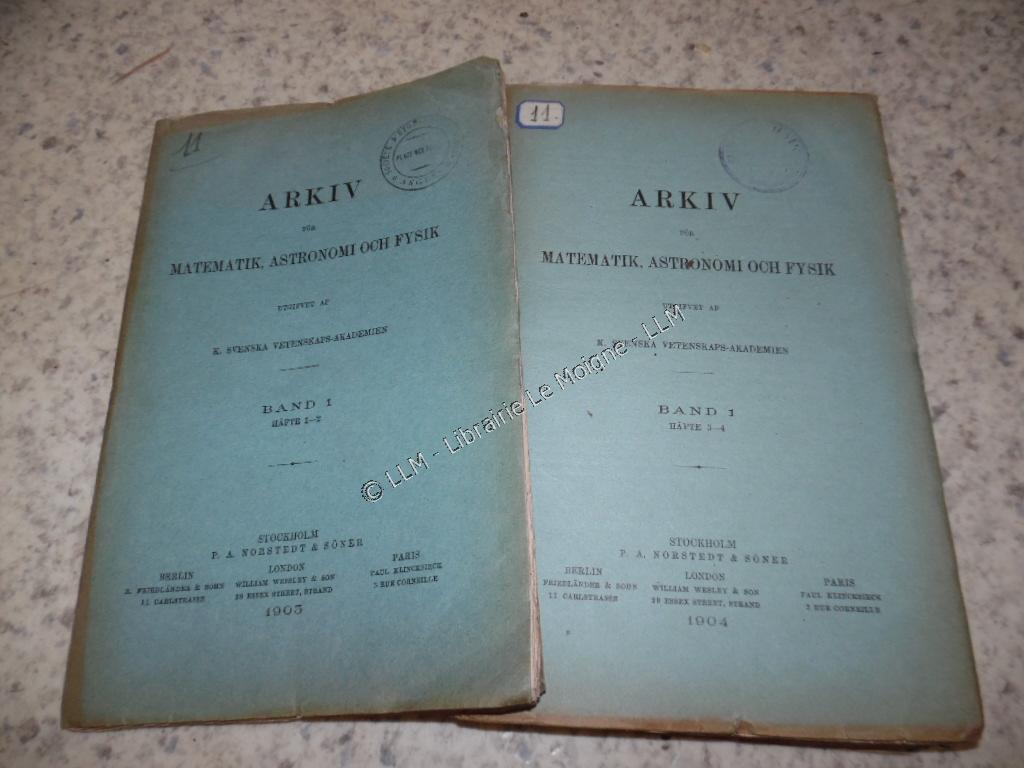 11
ARKIV
FÖR
MATEMATIK, ASTRONOMI OCH FYSIK
UTGIFVET AF
K. SVENSKA VETENSKAPS-AKADEMIEN
BAND 1
HÄFTE 1–2
STOCKHOLM
P. A. NORSTEDT & SÖNER
BERLIN
R. FRIEDLÄNDER & SOHN
11 CARLSTRASSE
LONDON
WILLIAM WESLEY & SON
28 ESSEX STREET, STRAND
PARIS
PAUL KLINCKSIECK
3 RUE CORNEILLE
1903
11.
ARKIV
FÖR
MATEMATIK, ASTRONOMI OCH FYSIK
UTGIFVET AF
K. SVENSKA VETENSKAPS-AKADEMIEN
BAND 1
HÄFTE 3–4
STOCKHOLM
P. A. NORSTEDT & SÖNER
BERLIN
FRIEDLÄNDER & SOHN
11 CARLSTRASSE
LONDON
WILLIAM WESLEY & SON
28 ESSEX STREET, STRAND
PARIS
PAUL KLINCKSIECK
3 RUE CORNEILLE
1904
© LLM - Librairie Le Moigne - LLM